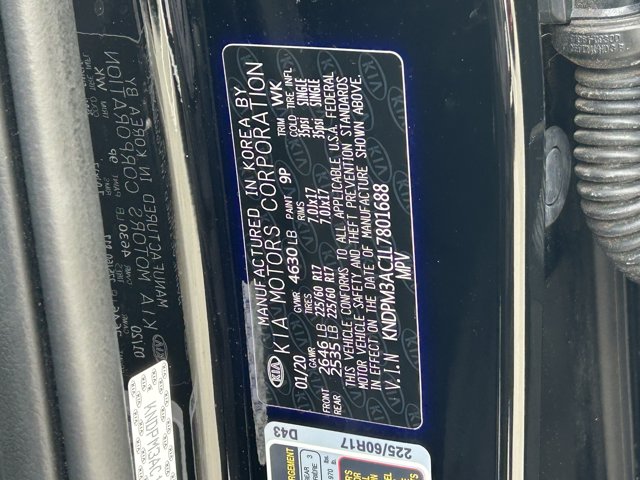 MANUFACTURED IN KOREA BY
KIA KIA MOTORS CORPORATION
01/20 GVWR 4630 LB PAINT 9P TRIM WK
GAWR TIRES RIMS COLD TIRE INFL
FRONT 2646 LB 225/60 R17 7.0Jx17 35psi SINGLE
REAR 2535 LB 225/60 R17 7.0Jx17 35psi SINGLE
THIS VEHICLE CONFORMS TO ALL APPLICABLE U.S.A. FEDERAL
MOTOR VEHICLE SAFETY AND THEFT PREVENTION STANDARDS
IN EFFECT ON THE DATE OF MANUFACTURE SHOWN ABOVE.
V.I.N KNDPM3AC1L7801688
MPV
D43
225/60R17